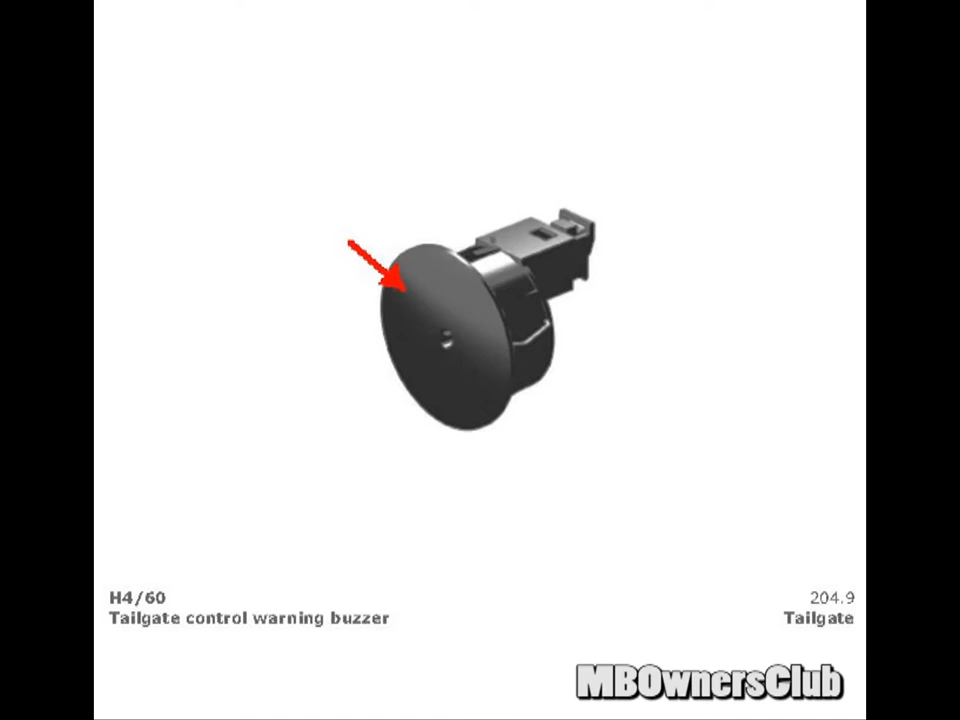 H4/60
204.9
Tailgate control warning buzzer
Tailgate
MBOwnersClub